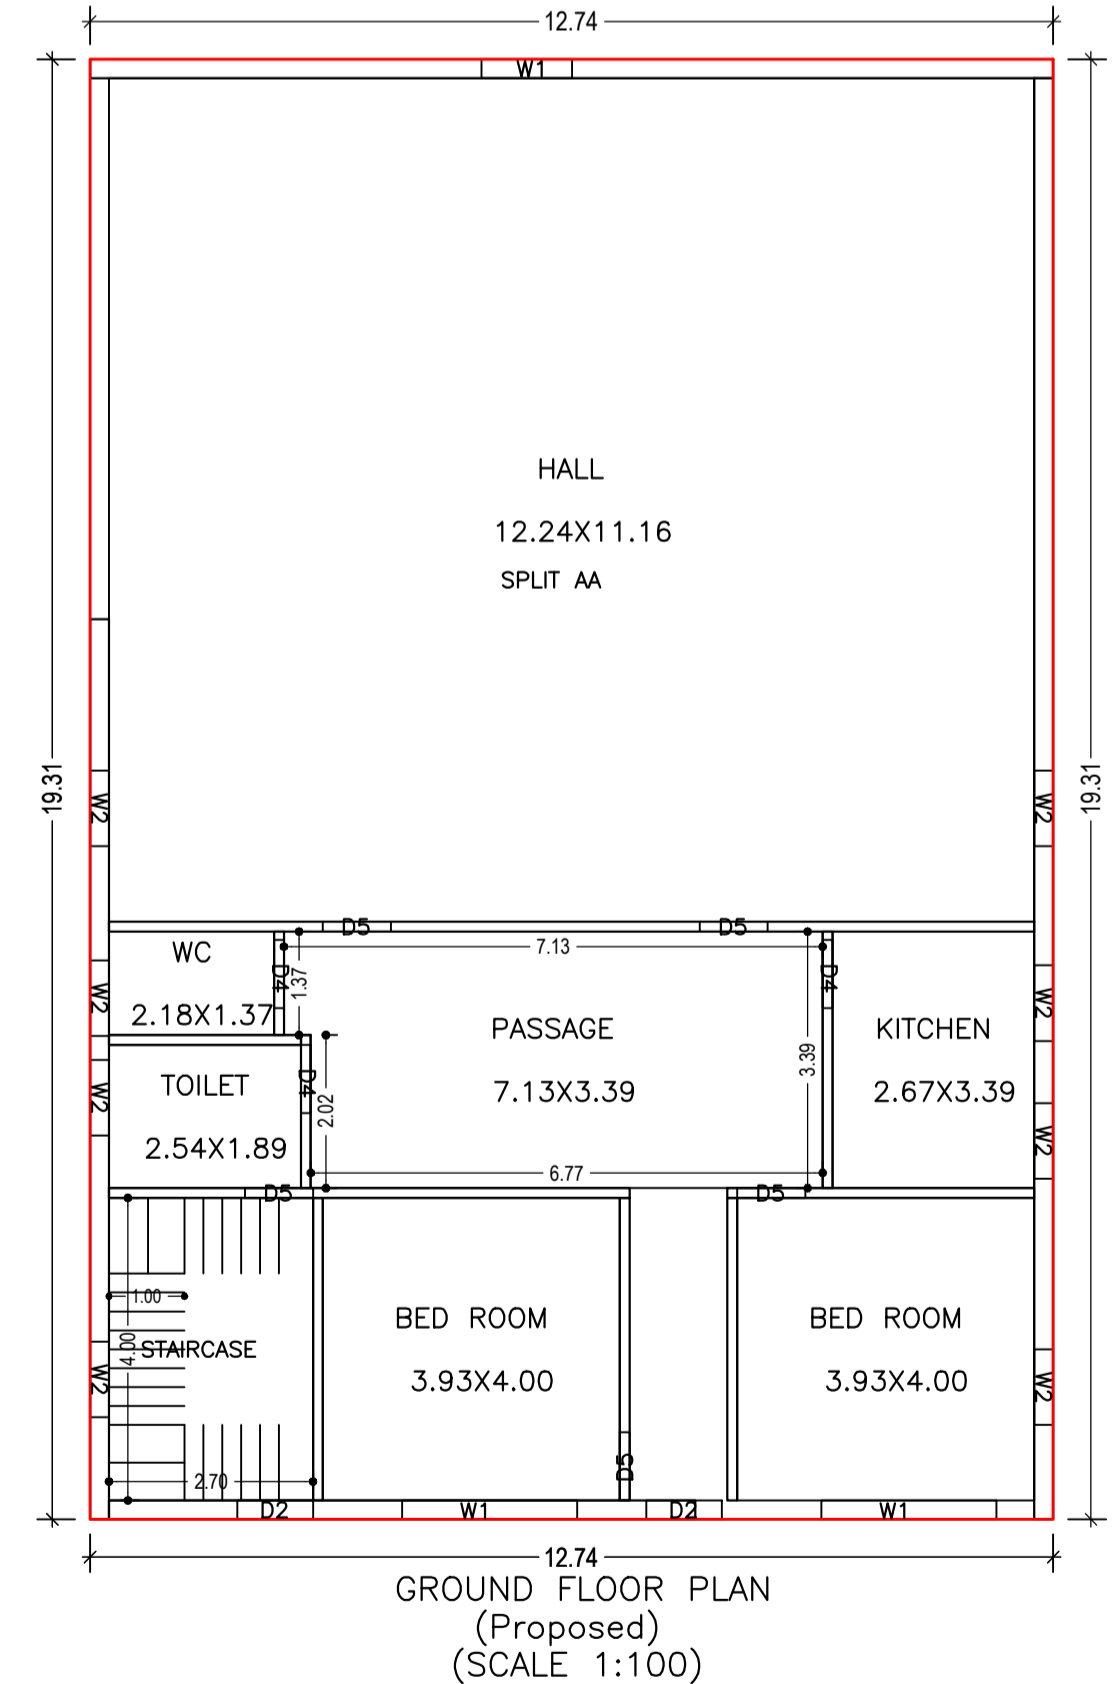 12.74
W1
HALL
12.24X11.16
SPLIT AA
19.31
19.31
W2
W2
D5
D5
WC
7.13
D4
1.37
D4
W2
W2
2.18X1.37
PASSAGE
KITCHEN
3.39
TOILET
D4
W2
2.02
7.13X3.39
2.67X3.39
W2
2.54X1.89
6.77
D5
D5
1.00
BED ROOM
BED ROOM
4.00
STAIRCASE
W2
3.93X4.00
3.93X4.00
W2
D5
2.70
D2
W1
D2
W1
12.74
GROUND FLOOR PLAN
(Proposed)
(SCALE 1:100)